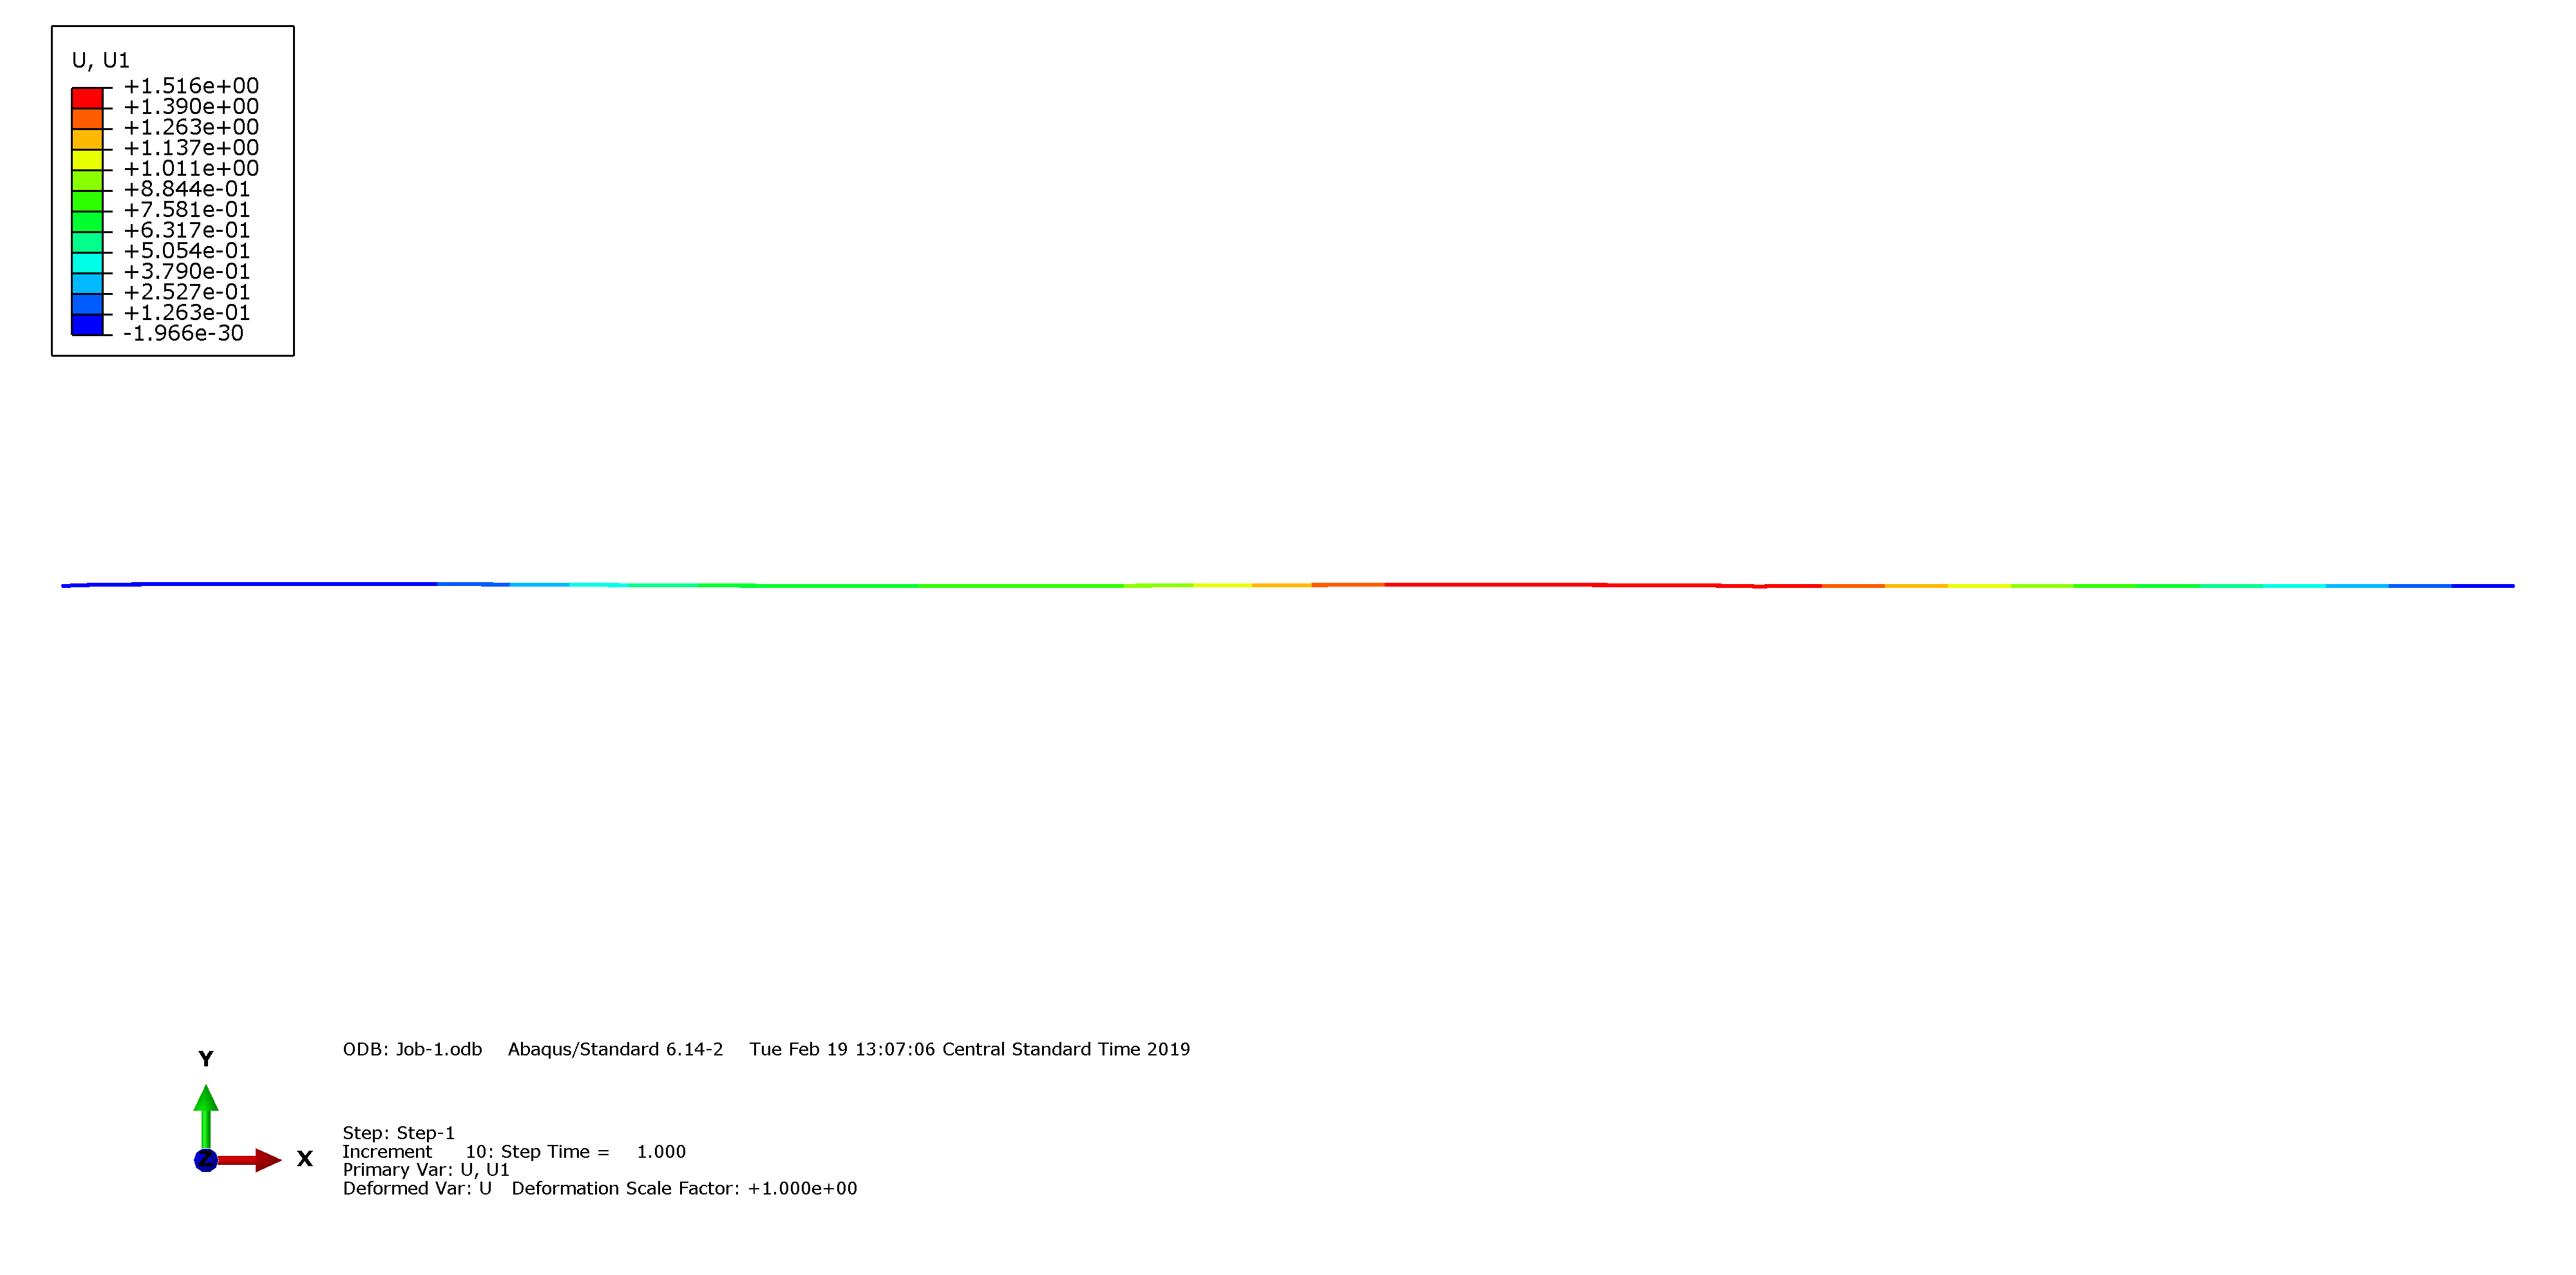 U, U1
+1.516e+00
+1.390e+00
+1.263e+00
+1.137e+00
+1.011e+00
+8.844e-01
+7.581e-01
+6.317e-01
+5.054e-01
+3.790e-01
+2.527e-01
+1.263e-01
-1.966e-30
ODB: Job-1.odb Abaqus/Standard 6.14-2 Tue Feb 19 13:07:06 Central Standard Time 2019
Y
Z
X
Step: Step-1
Increment 10: Step Time = 1.000
Primary Var: U, U1
Deformed Var: U Deformation Scale Factor: +1.000e+00